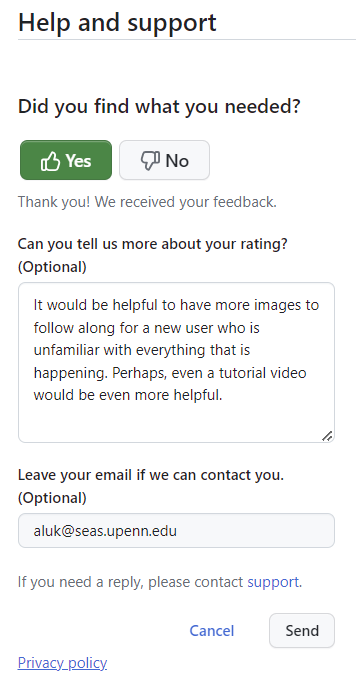 Help and support
Did you find what you needed?
Yes
No
Thank you! We received your feedback.
Can you tell us more about your rating?
(Optional)
It would be helpful to have more images to
follow along for a new user who is
unfamiliar with everything that is
happening. Perhaps, even a tutorial video
would be even more helpful.
Leave your email if we can contact you.
(Optional)
aluk@seas.upenn.edu
If you need a reply, please contact support.
Cancel
Send
Privacy policy